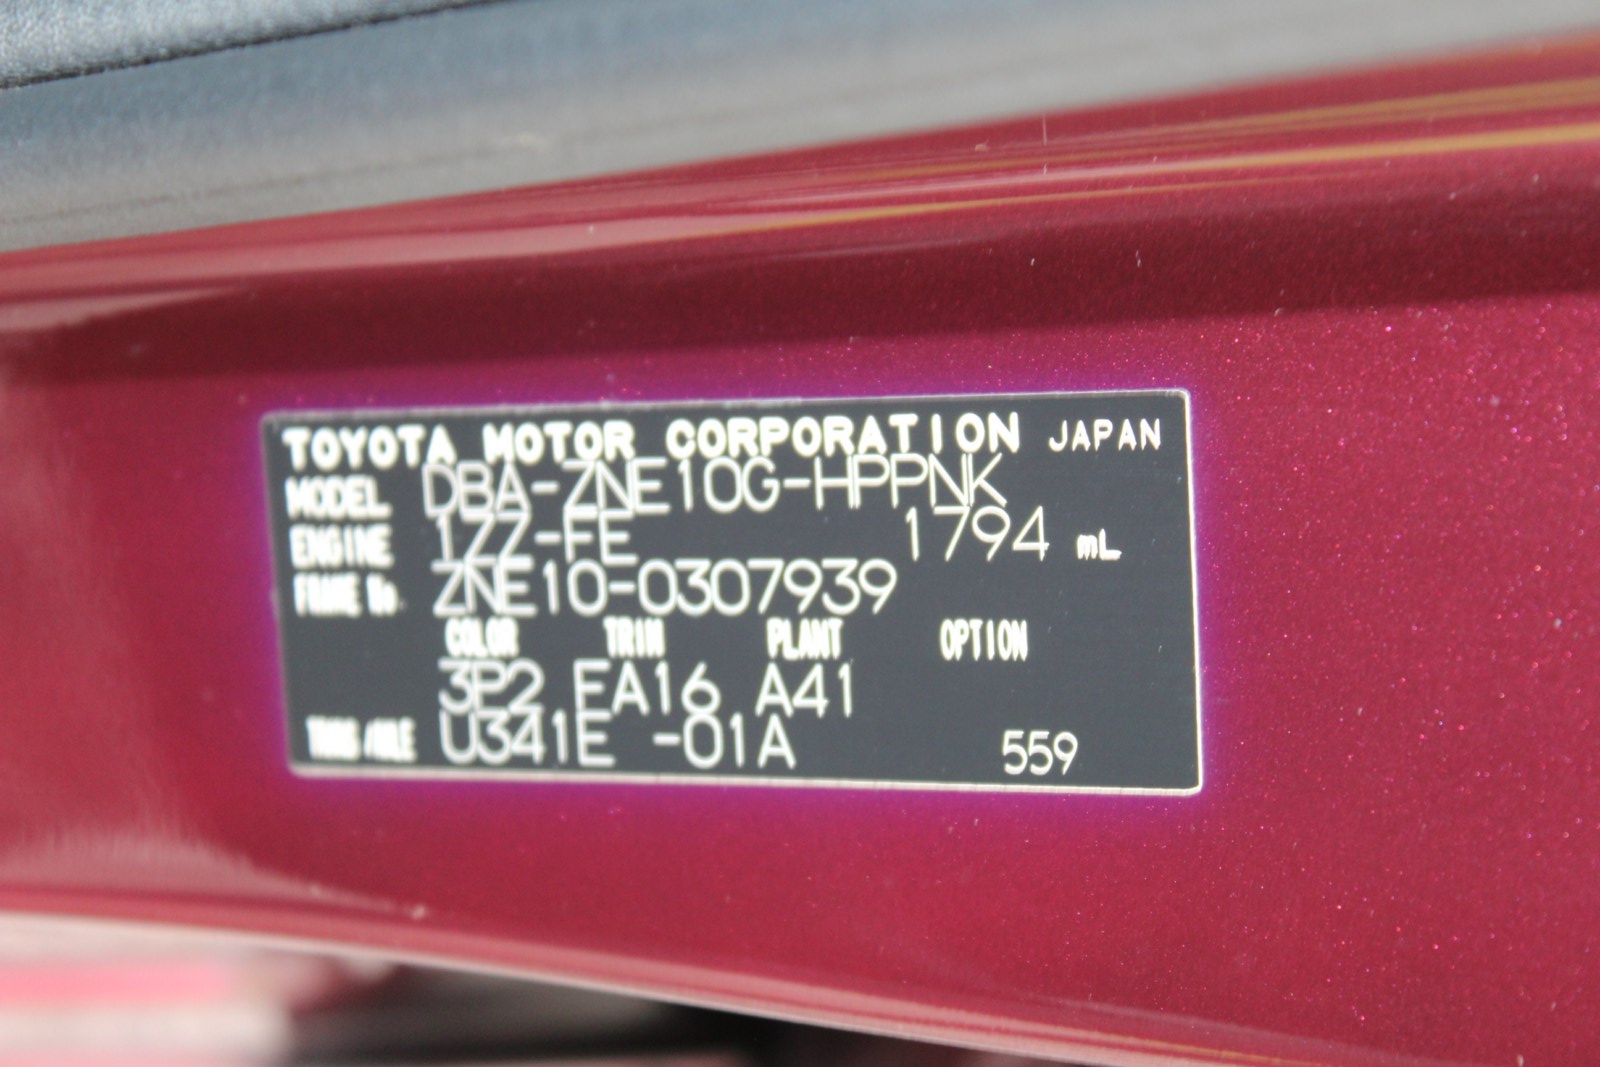 TOYOTA MOTOR CORPORATION JAPAN
MODEL DBA-ZNE10G-HPPNK
ENGINE 1ZZ-FE 1794 mL
FRAME No. ZNE10-0307939
COLOR TRIM PLANT OPTION
3P2 EA16 A41
TRANS/AXLE U341E -01A 559